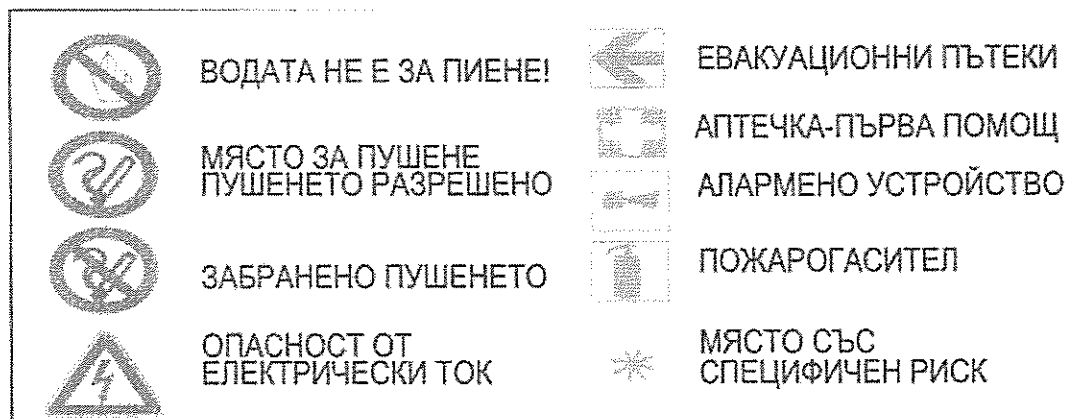 ВОДАТА НЕ Е ЗА ПИЕНЕ!
МЯСТО ЗА ПУШЕНЕ
ПУШЕНЕТО РАЗРЕШЕНО
ЗАБРАНЕНО ПУШЕНЕТО
ОПАСНОСТ ОТ
ЕЛЕКТРИЧЕСКИ ТОК
ЕВАКУАЦИОННИ ПЪТЕКИ
АПТЕЧКА-ПЪРВА ПОМОЩ
АЛАРМЕНО УСТРОЙСТВО
ПОЖАРОГАСИТЕЛ
МЯСТО СЪС
СПЕЦИФИЧЕН РИСК